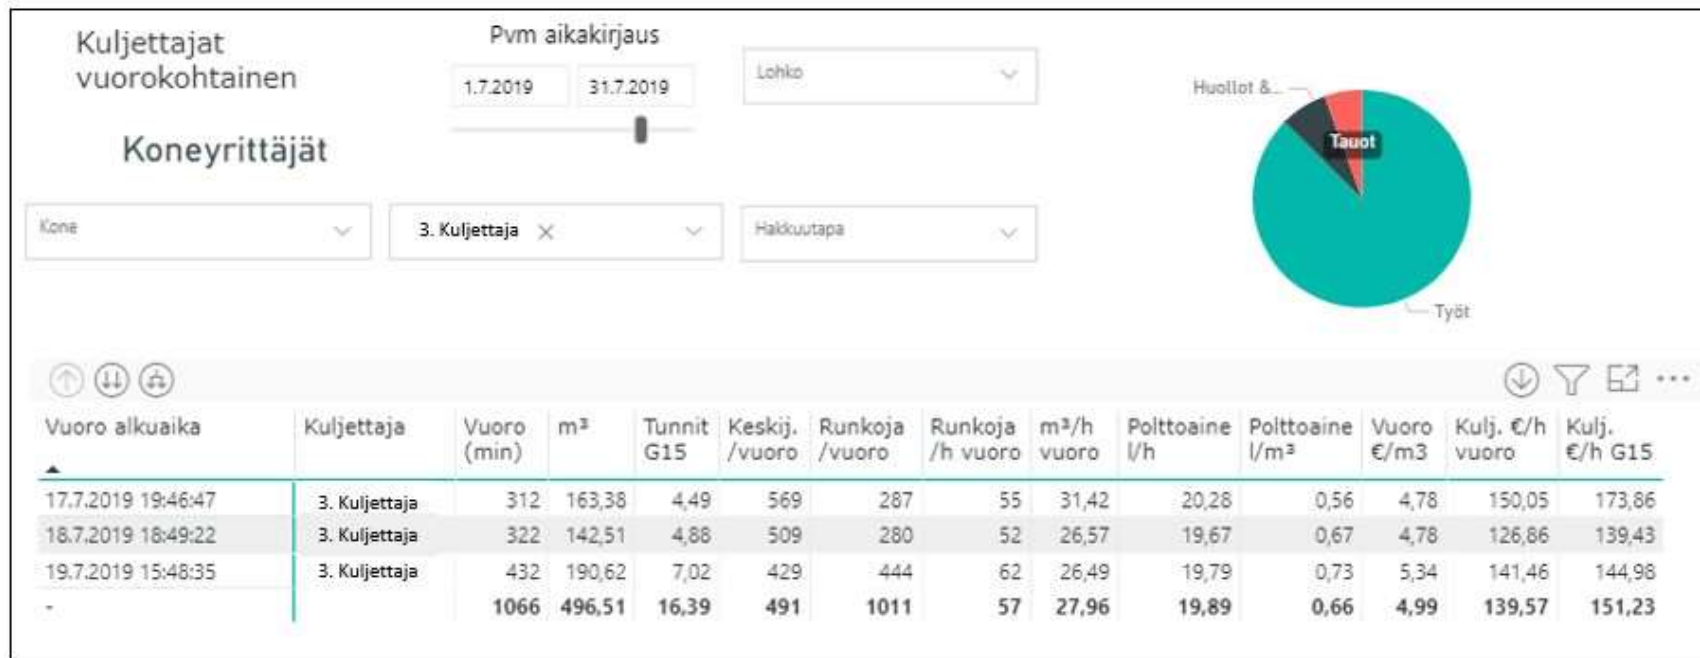 Kuljettajat
vuorokohtainen
Pvm aikakirjaus
1.7.2019 31.7.2019
Lohko
Huollot &...
Tauot
Työt
Koneyrittäjät
Kone
3. Kuljettaja
Hakkuutapa
Vuoro alkuaika Kuljettaja Vuoro (min) m³ Tunnit G15 Keskij. /vuoro Runkoja /vuoro Runkoja /h vuoro m³/h vuoro Polttoaine l/h Polttoaine l/m³ Vuoro €/m3 Kulj. €/h vuoro Kulj. €/h G15
17.7.2019 19:46:47 3. Kuljettaja 312 163,38 4,49 569 287 55 31,42 20,28 0,56 4,78 150,05 173,86
18.7.2019 18:49:22 3. Kuljettaja 322 142,51 4,88 509 280 52 26,57 19,67 0,67 4,78 126,86 139,43
19.7.2019 15:48:35 3. Kuljettaja 432 190,62 7,02 429 444 62 26,49 19,79 0,73 5,34 141,46 144,98
- 1066 496,51 16,39 491 1011 57 27,96 19,89 0,66 4,99 139,57 151,23